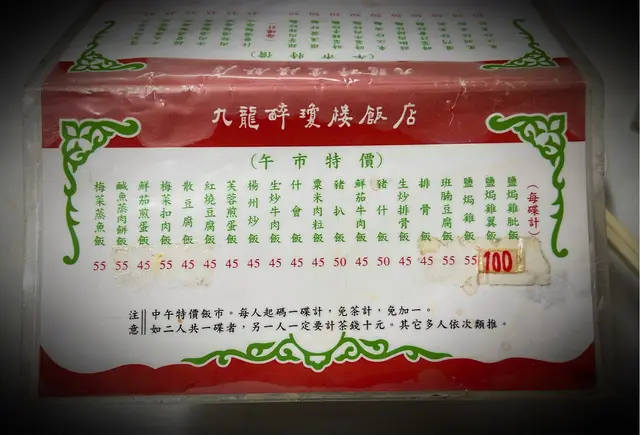 九龍醉瓊樓飯店
(午市特價)
(每碟計)
鹽焗雞肶飯 100
鹽焗雞翼飯
鹽焗雞飯 55
班腩豆腐飯 55
排骨飯 45
生炒排骨飯 45
豬什飯 50
鮮茄牛肉飯 45
豬扒飯 50
粟米肉粒飯 45
什會飯 45
生炒牛肉飯 45
楊州炒飯 45
芙蓉煎蛋飯 45
紅燒豆腐飯 45
散豆腐飯 45
梅菜扣肉飯 55
鮮茄煎蛋飯 45
鹹魚蒸肉餅飯 55
梅菜蒸魚飯 55
注意
中午特價飯市。每人起碼一碟計,免茶計,免加一。
如二人共一碟者,另一人一定要計茶錢十元。其它多人依次類推。